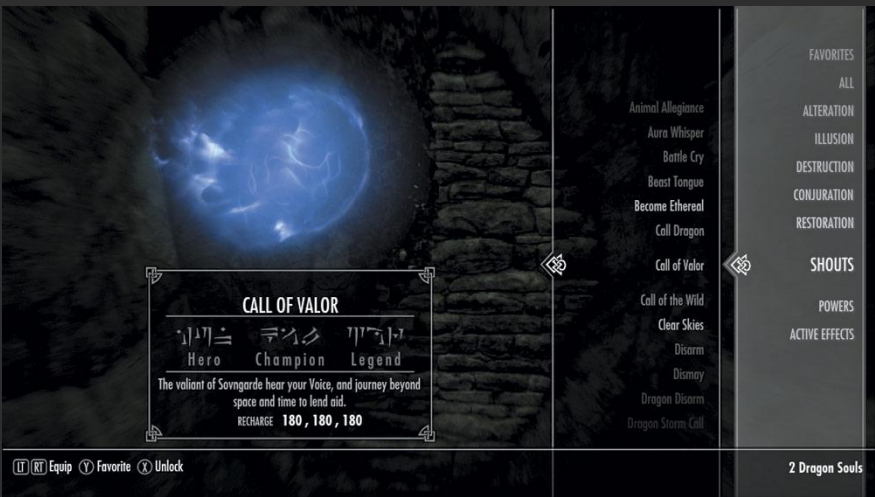 FAVORITES
ALL
ALTERATION
ILLUSION
DESTRUCTION
CONJURATION
RESTORATION
SHOUTS
POWERS
ACTIVE EFFECTS
Animal Allegiance
Aura Whisper
Battle Cry
Beast Tongue
Become Ethereal
Call Dragon
Call of Valor
Call of the Wild
Clear Skies
Disarm
Dismay
Dragon Disarm
Dragon Storm Call
CALL OF VALOR
Hero Champion Legend
The valiant of Sovngarde hear your Voice, and journey beyond
space and time to lend aid.
RECHARGE 180 , 180 , 180
LT RT Equip Y Favorite X Unlock
2 Dragon Souls